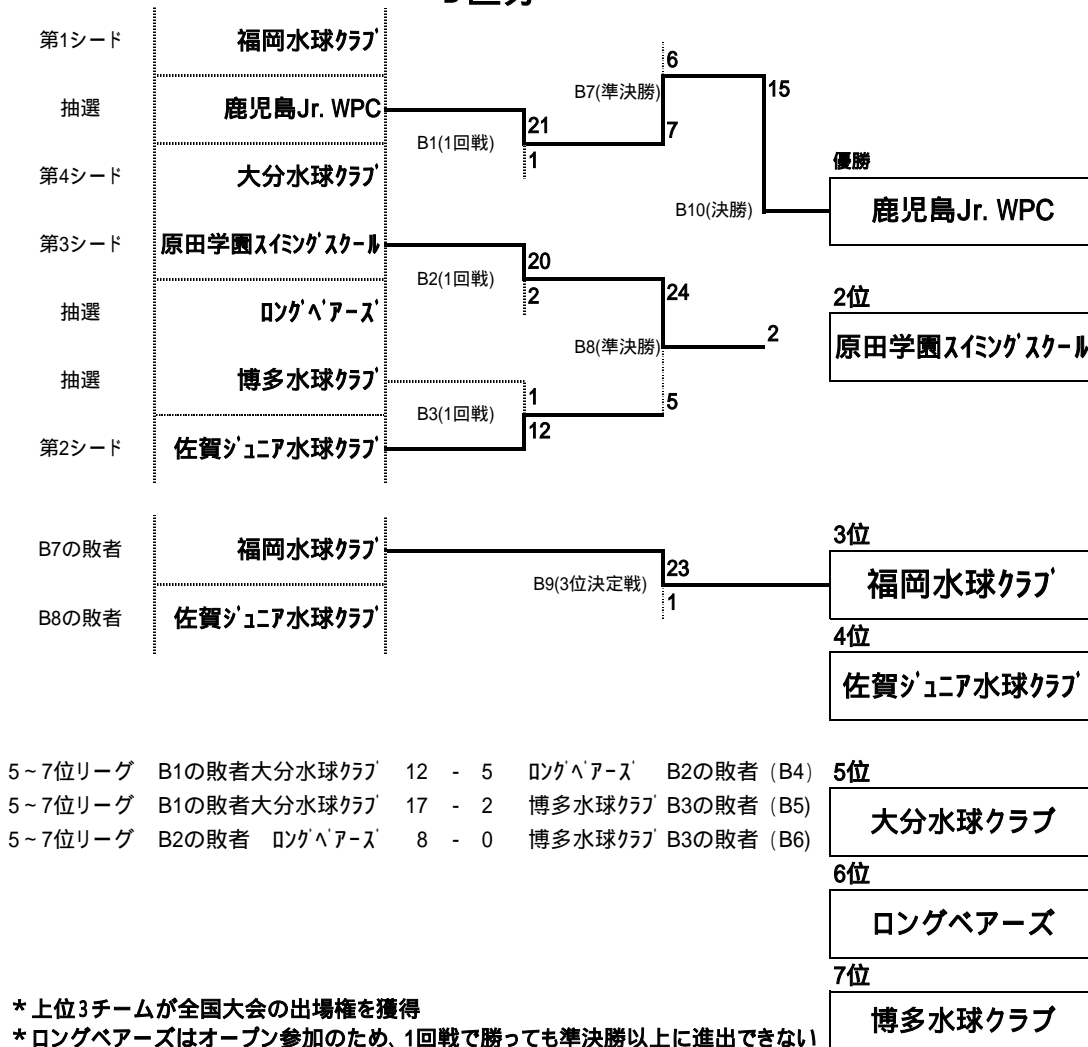 第1シード 福岡水球ｸﾗﾌﾞ
6
B7(準決勝)
15
抽選 鹿児島Jr. WPC
21
7
B1(1回戦)
1
優勝
第4シード 大分水球ｸﾗﾌﾞ
B10(決勝)
鹿児島Jr. WPC
第3シード 原田学園ｽｲﾐﾝｸﾞｽｸｰﾙ
20
B2(1回戦)
2
24
2位
抽選 ﾛﾝｸﾞﾍﾞｱｰｽﾞ
2
B8(準決勝)
原田学園ｽｲﾐﾝｸﾞｽｸｰﾙ
抽選 博多水球ｸﾗﾌﾞ
1
5
B3(1回戦)
12
第2シード 佐賀ｼﾞｭﾆｱ水球ｸﾗﾌﾞ
3位
B7の敗者 福岡水球ｸﾗﾌﾞ
23
B9(3位決定戦)
福岡水球ｸﾗﾌﾞ
1
B8の敗者 佐賀ｼﾞｭﾆｱ水球ｸﾗﾌﾞ
4位
佐賀ｼﾞｭﾆｱ水球ｸﾗﾌﾞ
5~7位リーグ B1の敗者大分水球ｸﾗﾌﾞ 12 - 5 ﾛﾝｸﾞﾍﾞｱｰｽﾞ B2の敗者 (B4) 5位
5~7位リーグ B1の敗者大分水球ｸﾗﾌﾞ 17 - 2 博多水球ｸﾗﾌﾞ B3の敗者 (B5)
大分水球クラブ
5~7位リーグ B2の敗者 ﾛﾝｸﾞﾍﾞｱｰｽﾞ 8 - 0 博多水球ｸﾗﾌﾞ B3の敗者 (B6)
6位
ロングベアーズ
7位
博多水球クラブ
*上位3チームが全国大会の出場権を獲得
*ロングベアーズはオープン参加のため、1回戦で勝っても準決勝以上に進出できない